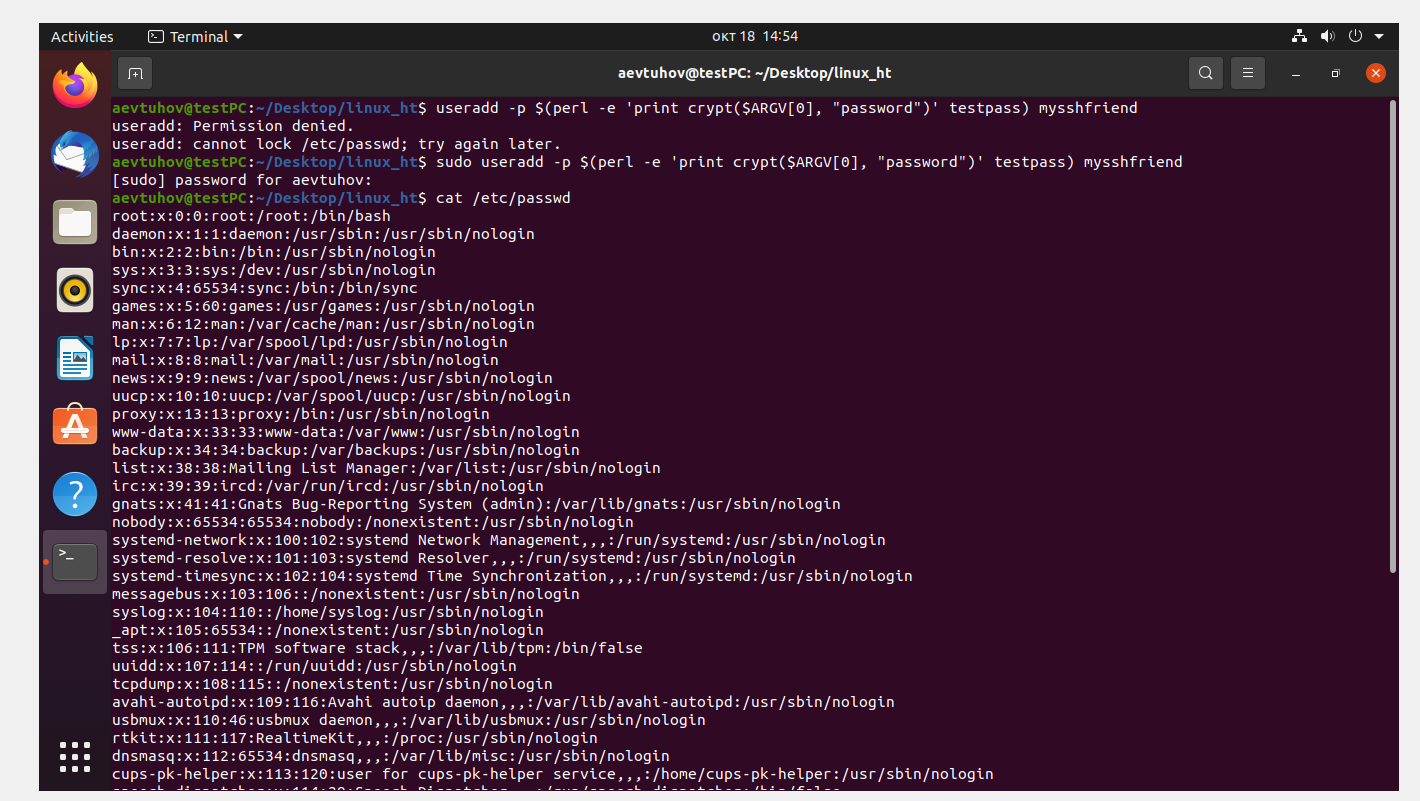 Activities
Terminal
окт 18 14:54
aevtuhov@testPC: ~/Desktop/linux_ht
aevtuhov@testPC:~/Desktop/linux_ht$ useradd -p $(perl -e 'print crypt($ARGV[0], "password")' testpass) mysshfriend
useradd: Permission denied.
useradd: cannot lock /etc/passwd; try again later.
aevtuhov@testPC:~/Desktop/linux_ht$ sudo useradd -p $(perl -e 'print crypt($ARGV[0], "password")' testpass) mysshfriend
[sudo] password for aevtuhov:
aevtuhov@testPC:~/Desktop/linux_ht$ cat /etc/passwd
root:x:0:0:root:/root:/bin/bash
daemon:x:1:1:daemon:/usr/sbin:/usr/sbin/nologin
bin:x:2:2:bin:/bin:/usr/sbin/nologin
sys:x:3:3:sys:/dev:/usr/sbin/nologin
sync:x:4:65534:sync:/bin:/bin/sync
games:x:5:60:games:/usr/games:/usr/sbin/nologin
man:x:6:12:man:/var/cache/man:/usr/sbin/nologin
lp:x:7:7:lp:/var/spool/lpd:/usr/sbin/nologin
mail:x:8:8:mail:/var/mail:/usr/sbin/nologin
news:x:9:9:news:/var/spool/news:/usr/sbin/nologin
uucp:x:10:10:uucp:/var/spool/uucp:/usr/sbin/nologin
proxy:x:13:13:proxy:/bin:/usr/sbin/nologin
www-data:x:33:33:www-data:/var/www:/usr/sbin/nologin
backup:x:34:34:backup:/var/backups:/usr/sbin/nologin
list:x:38:38:Mailing List Manager:/var/list:/usr/sbin/nologin
irc:x:39:39:ircd:/var/run/ircd:/usr/sbin/nologin
gnats:x:41:41:Gnats Bug-Reporting System (admin):/var/lib/gnats:/usr/sbin/nologin
nobody:x:65534:65534:nobody:/nonexistent:/usr/sbin/nologin
systemd-network:x:100:102:systemd Network Management,,,:/run/systemd:/usr/sbin/nologin
systemd-resolve:x:101:103:systemd Resolver,,,:/run/systemd:/usr/sbin/nologin
systemd-timesync:x:102:104:systemd Time Synchronization,,,:/run/systemd:/usr/sbin/nologin
messagebus:x:103:106::/nonexistent:/usr/sbin/nologin
syslog:x:104:110::/home/syslog:/usr/sbin/nologin
_apt:x:105:65534::/nonexistent:/usr/sbin/nologin
tss:x:106:111:TPM software stack,,,:/var/lib/tpm:/bin/false
uuidd:x:107:114::/run/uuidd:/usr/sbin/nologin
tcpdump:x:108:115::/nonexistent:/usr/sbin/nologin
avahi-autoipd:x:109:116:Avahi autoip daemon,,,:/var/lib/avahi-autoipd:/usr/sbin/nologin
usbmux:x:110:46:usbmux daemon,,,:/var/lib/usbmux:/usr/sbin/nologin
rtkit:x:111:117:RealtimeKit,,,:/proc:/usr/sbin/nologin
dnsmasq:x:112:65534:dnsmasq,,,:/var/lib/misc:/usr/sbin/nologin
cups-pk-helper:x:113:120:user for cups-pk-helper service,,,:/home/cups-pk-helper:/usr/sbin/nologin